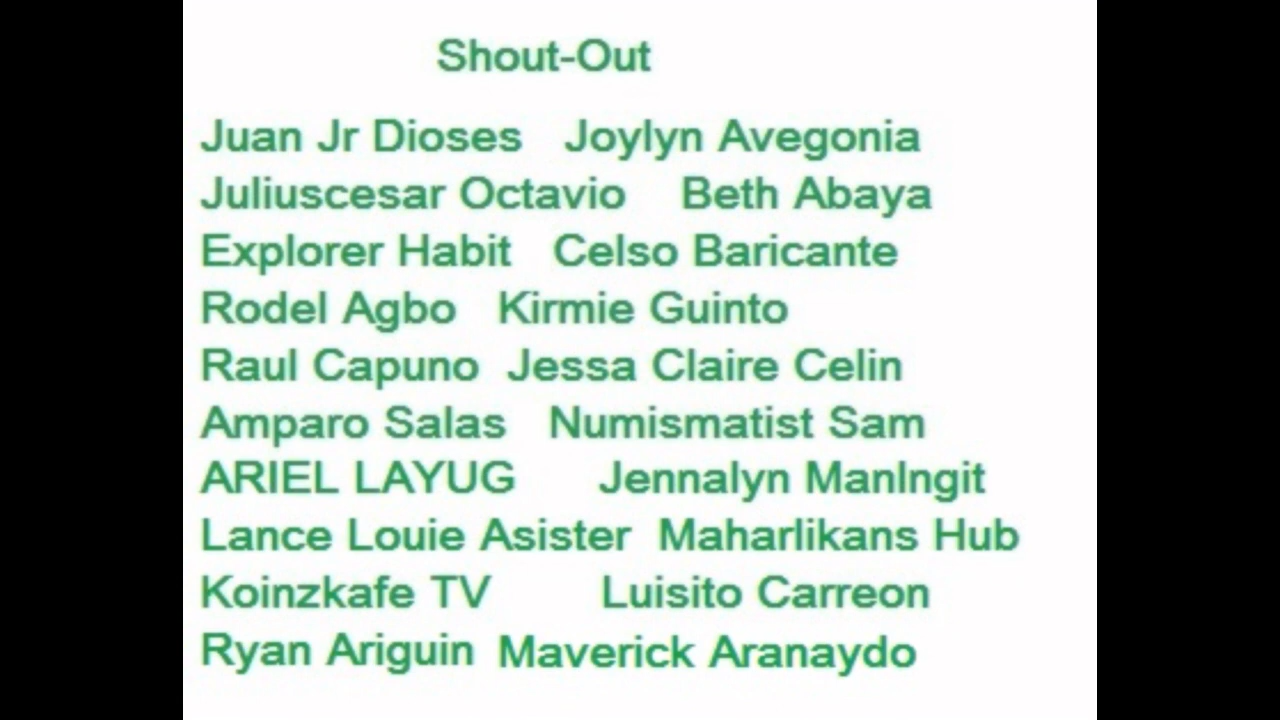 Shout-Out
Juan Jr Dioses Joylyn Avegonia
Juliuscesar Octavio Beth Abaya
Explorer Habit Celso Baricante
Rodel Agbo Kirmie Guinto
Raul Capuno Jessa Claire Celin
Amparo Salas Numismatist Sam
ARIEL LAYUG Jennalyn ManIngit
Lance Louie Asister Maharlikans Hub
Koinzkafe TV Luisito Carreon
Ryan Ariguin Maverick Aranaydo